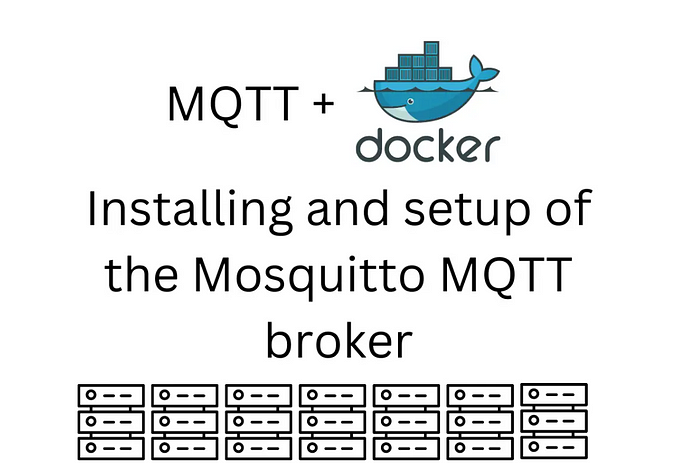 MQTT +
docker
Installing and setup of
the Mosquitto MQTT
broker